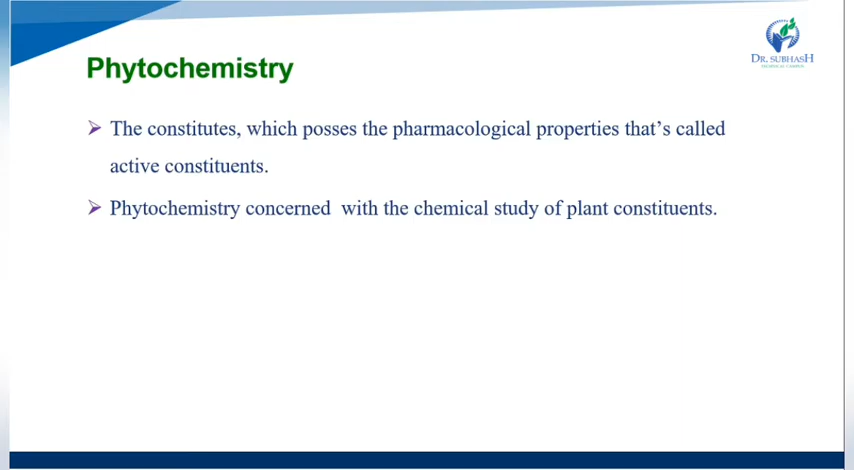 Phytochemistry
DR. SUBHASH
The constitutes, which posses the pharmacological properties that’s called
active constituents.
Phytochemistry concerned  with the chemical study of plant constituents.